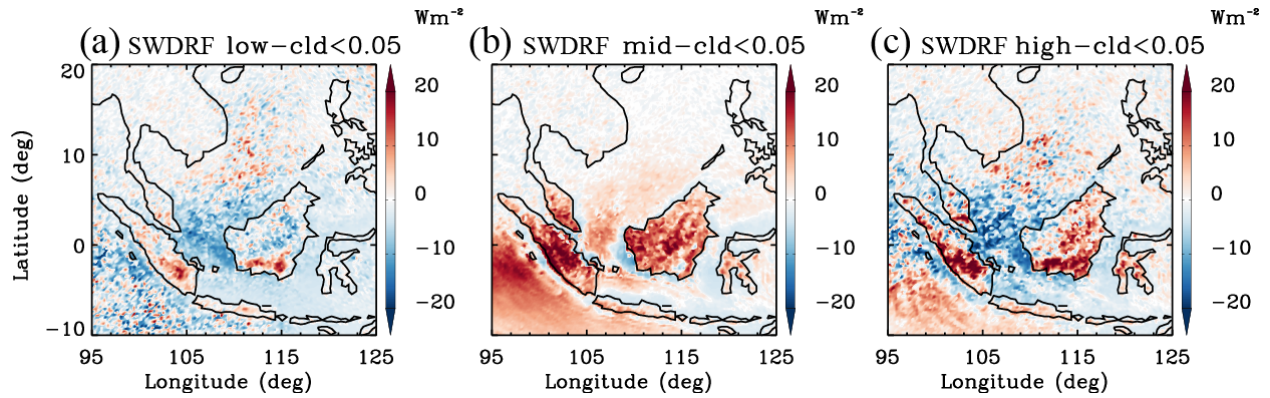 Wm⁻² Wm⁻² Wm⁻²
(a) SWDRF low-cld<0.05 (b) SWDRF mid-cld<0.05 (c) SWDRF high-cld<0.05
20 20 20 20
10 10 10 10
0 0 0 0
-10 -10 -10
-20 -20 -20
-10
95 105 115 125 95 105 115 125 95 105 115 125
Longitude (deg) Longitude (deg) Longitude (deg)
Latitude (deg)